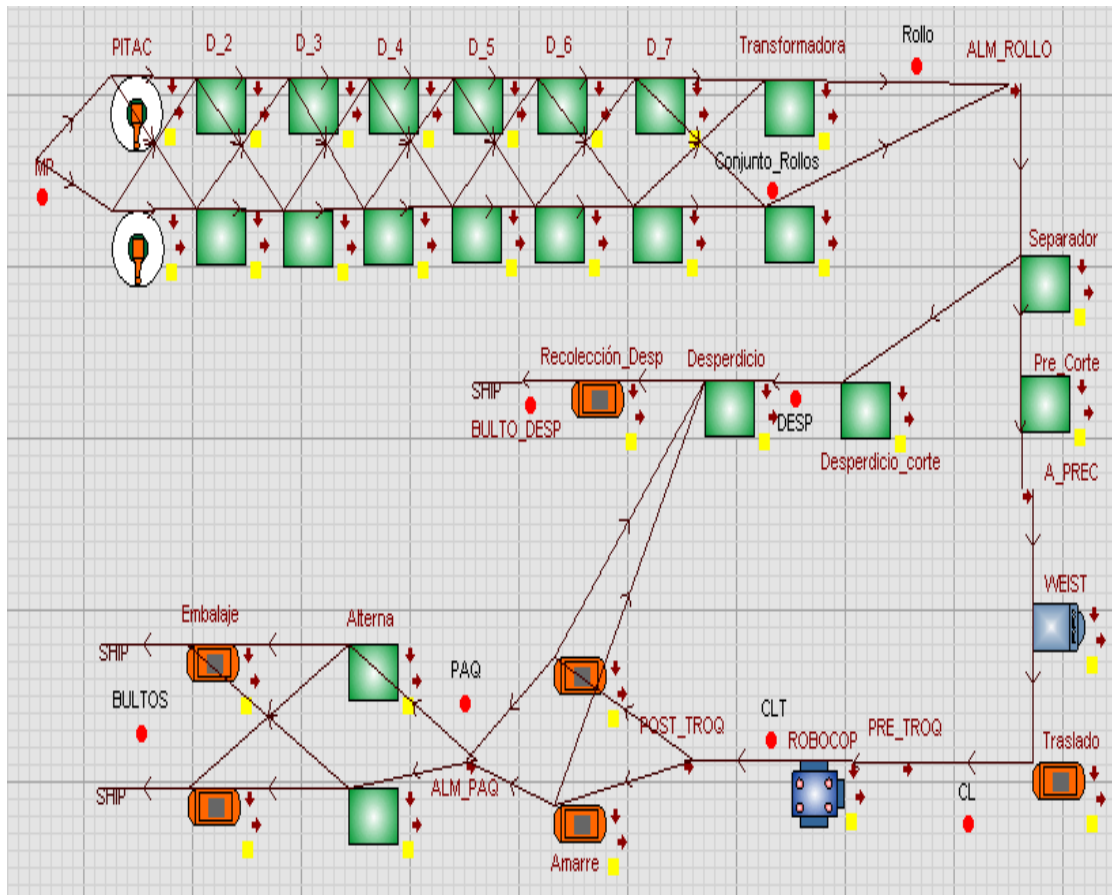 PITAC
D_2
D_3
D_4
D_5
D_6
D_7
Transformadora
Rollo
ALM_ROLLO
MP
Conjunto_Rollos
Separador
Recolección_Desp
Desperdicio
Pre_Corte
SHIP
BULTO_DESP
DESP
Desperdicio_corte
A_PREC
WEIST
Embalaje
Alterna
SHIP
PAQ
BULTOS
POST_TROQ
CLT
ROBOCOP
PRE_TROQ
Traslado
ALM_PAQ
SHIP
CL
Amarre